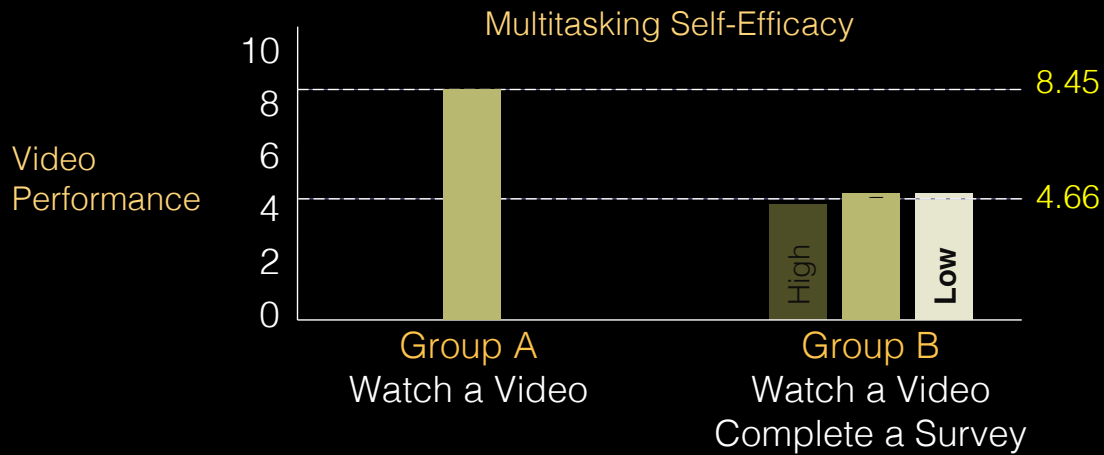 Multitasking Self-Efficacy
10
8
6
4
2
0
Video
Performance
8.45
4.66
High
Low
Group A
Watch a Video
Group B
Watch a Video
Complete a Survey